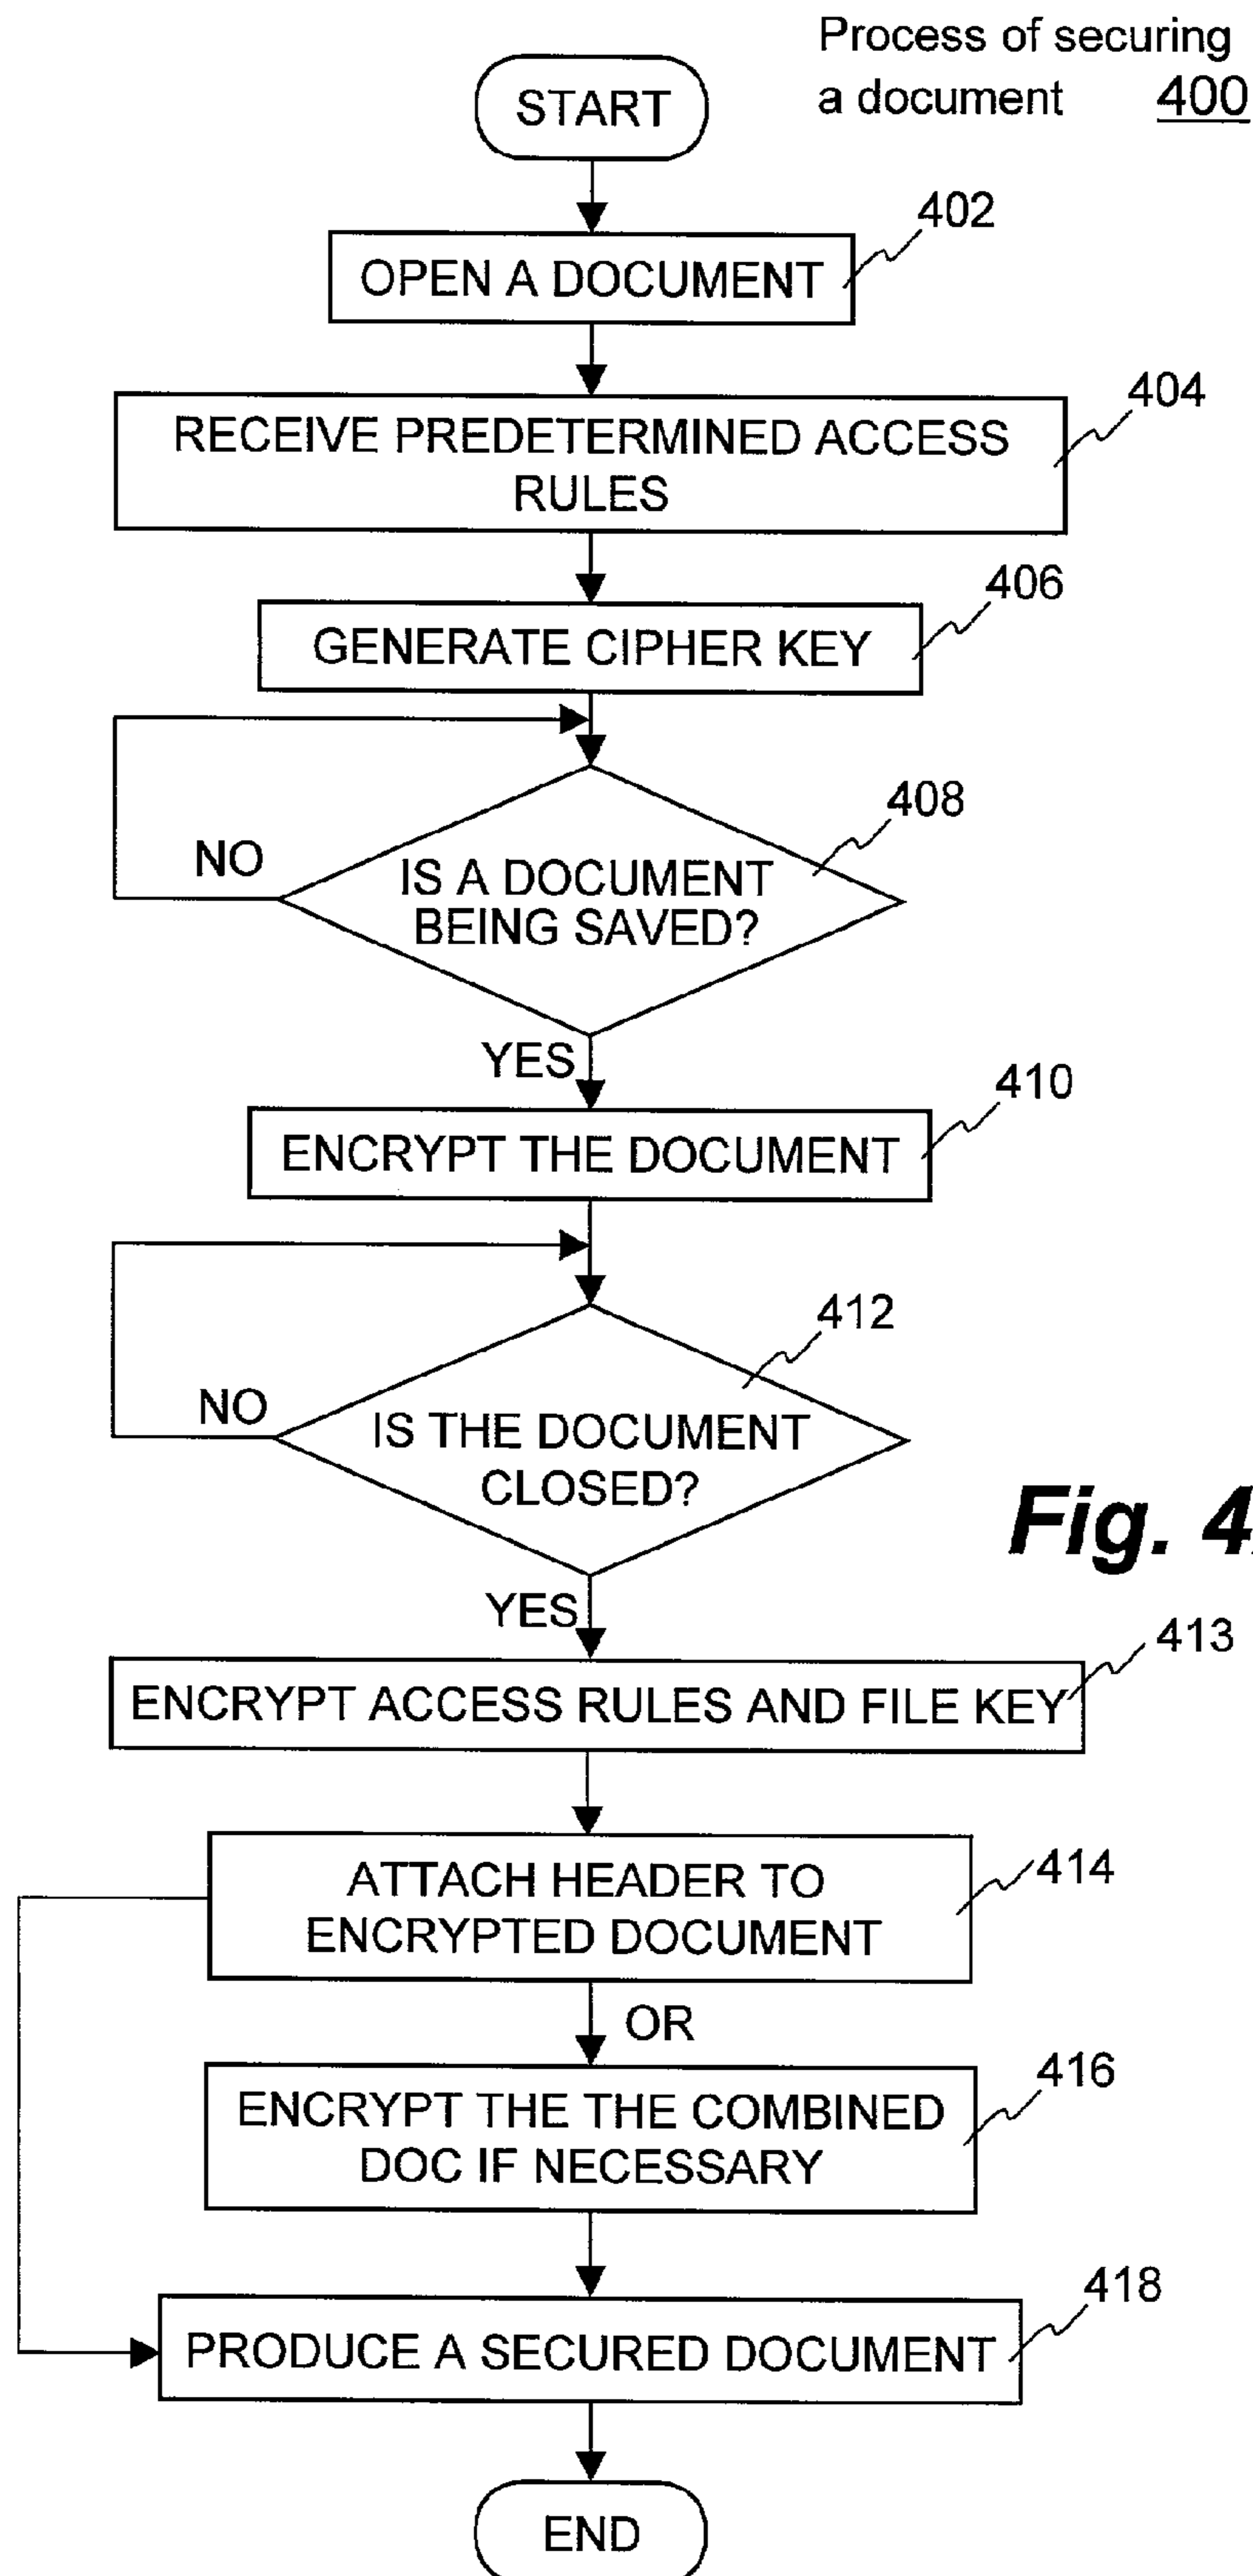 Process of securing
a document 400
START
402
OPEN A DOCUMENT
404
RECEIVE PREDETERMINED ACCESS
RULES
406
GENERATE CIPHER KEY
408
NO
IS A DOCUMENT
BEING SAVED?
YES
410
ENCRYPT THE DOCUMENT
412
NO
IS THE DOCUMENT
CLOSED?
Fig. 4
YES
413
ENCRYPT ACCESS RULES AND FILE KEY
414
ATTACH HEADER TO
ENCRYPTED DOCUMENT
OR
416
ENCRYPT THE THE COMBINED
DOC IF NECESSARY
418
PRODUCE A SECURED DOCUMENT
END